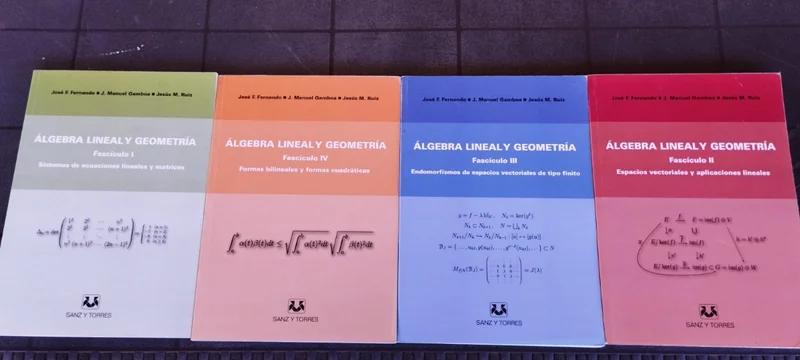 José F. Fernando ■ J. Manuel Gamboa ■ Jesús M. Ruiz
ÁLGEBRA LINEAL Y GEOMETRÍA
Fascículo I
Sistemas de ecuaciones lineales y matrices
SANZ Y TORRES
José F. Fernando ■ J. Manuel Gamboa ■ Jesús M. Ruiz
ÁLGEBRA LINEAL Y GEOMETRÍA
Fascículo IV
Formas bilineales y formas cuadráticas
∫ α(t)β(t)dt ≤ √∫ α(t)²dt √∫ β(t)²dt
SANZ Y TORRES
José F. Fernando ■ J. Manuel Gamboa ■ Jesús M. Ruiz
ÁLGEBRA LINEAL Y GEOMETRÍA
Fascículo III
Endomorfismos de espacios vectoriales de tipo finito
SANZ Y TORRES
José F. Fernando ■ J. Manuel Gamboa ■ Jesús M. Ruiz
ÁLGEBRA LINEAL Y GEOMETRÍA
Fascículo II
Espacios vectoriales y aplicaciones lineales
SANZ Y TORRES